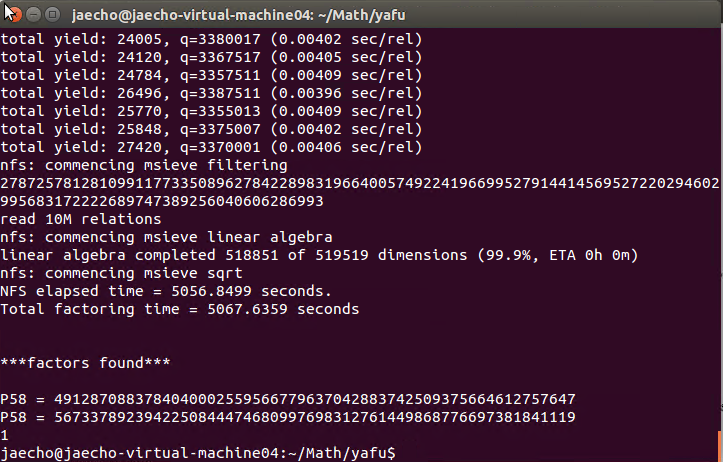 jaecho@jaecho-virtual-machine04: ~/Math/yafu
total yield: 24005, q=3380017 (0.00402 sec/rel)
total yield: 24120, q=3367517 (0.00405 sec/rel)
total yield: 24784, q=3357511 (0.00409 sec/rel)
total yield: 26496, q=3387511 (0.00396 sec/rel)
total yield: 25770, q=3355013 (0.00409 sec/rel)
total yield: 25848, q=3375007 (0.00402 sec/rel)
total yield: 27420, q=3370001 (0.00406 sec/rel)
nfs: commencing msieve filtering
27872578128109911773350896278422898319664005749224196699527914414569527220294602
995683172222689747389256040606286993
read 10M relations
nfs: commencing msieve linear algebra
linear algebra completed 518851 of 519519 dimensions (99.9%, ETA 0h 0m)
nfs: commencing msieve sqrt
NFS elapsed time = 5056.8499 seconds.
Total factoring time = 5067.6359 seconds
***factors found***
P58 = 4912870883784040002559566779637042883742509375664612757647
P58 = 5673378923942250844474680997698312761449868776697381841119
1
jaecho@jaecho-virtual-machine04:~/Math/yafu$